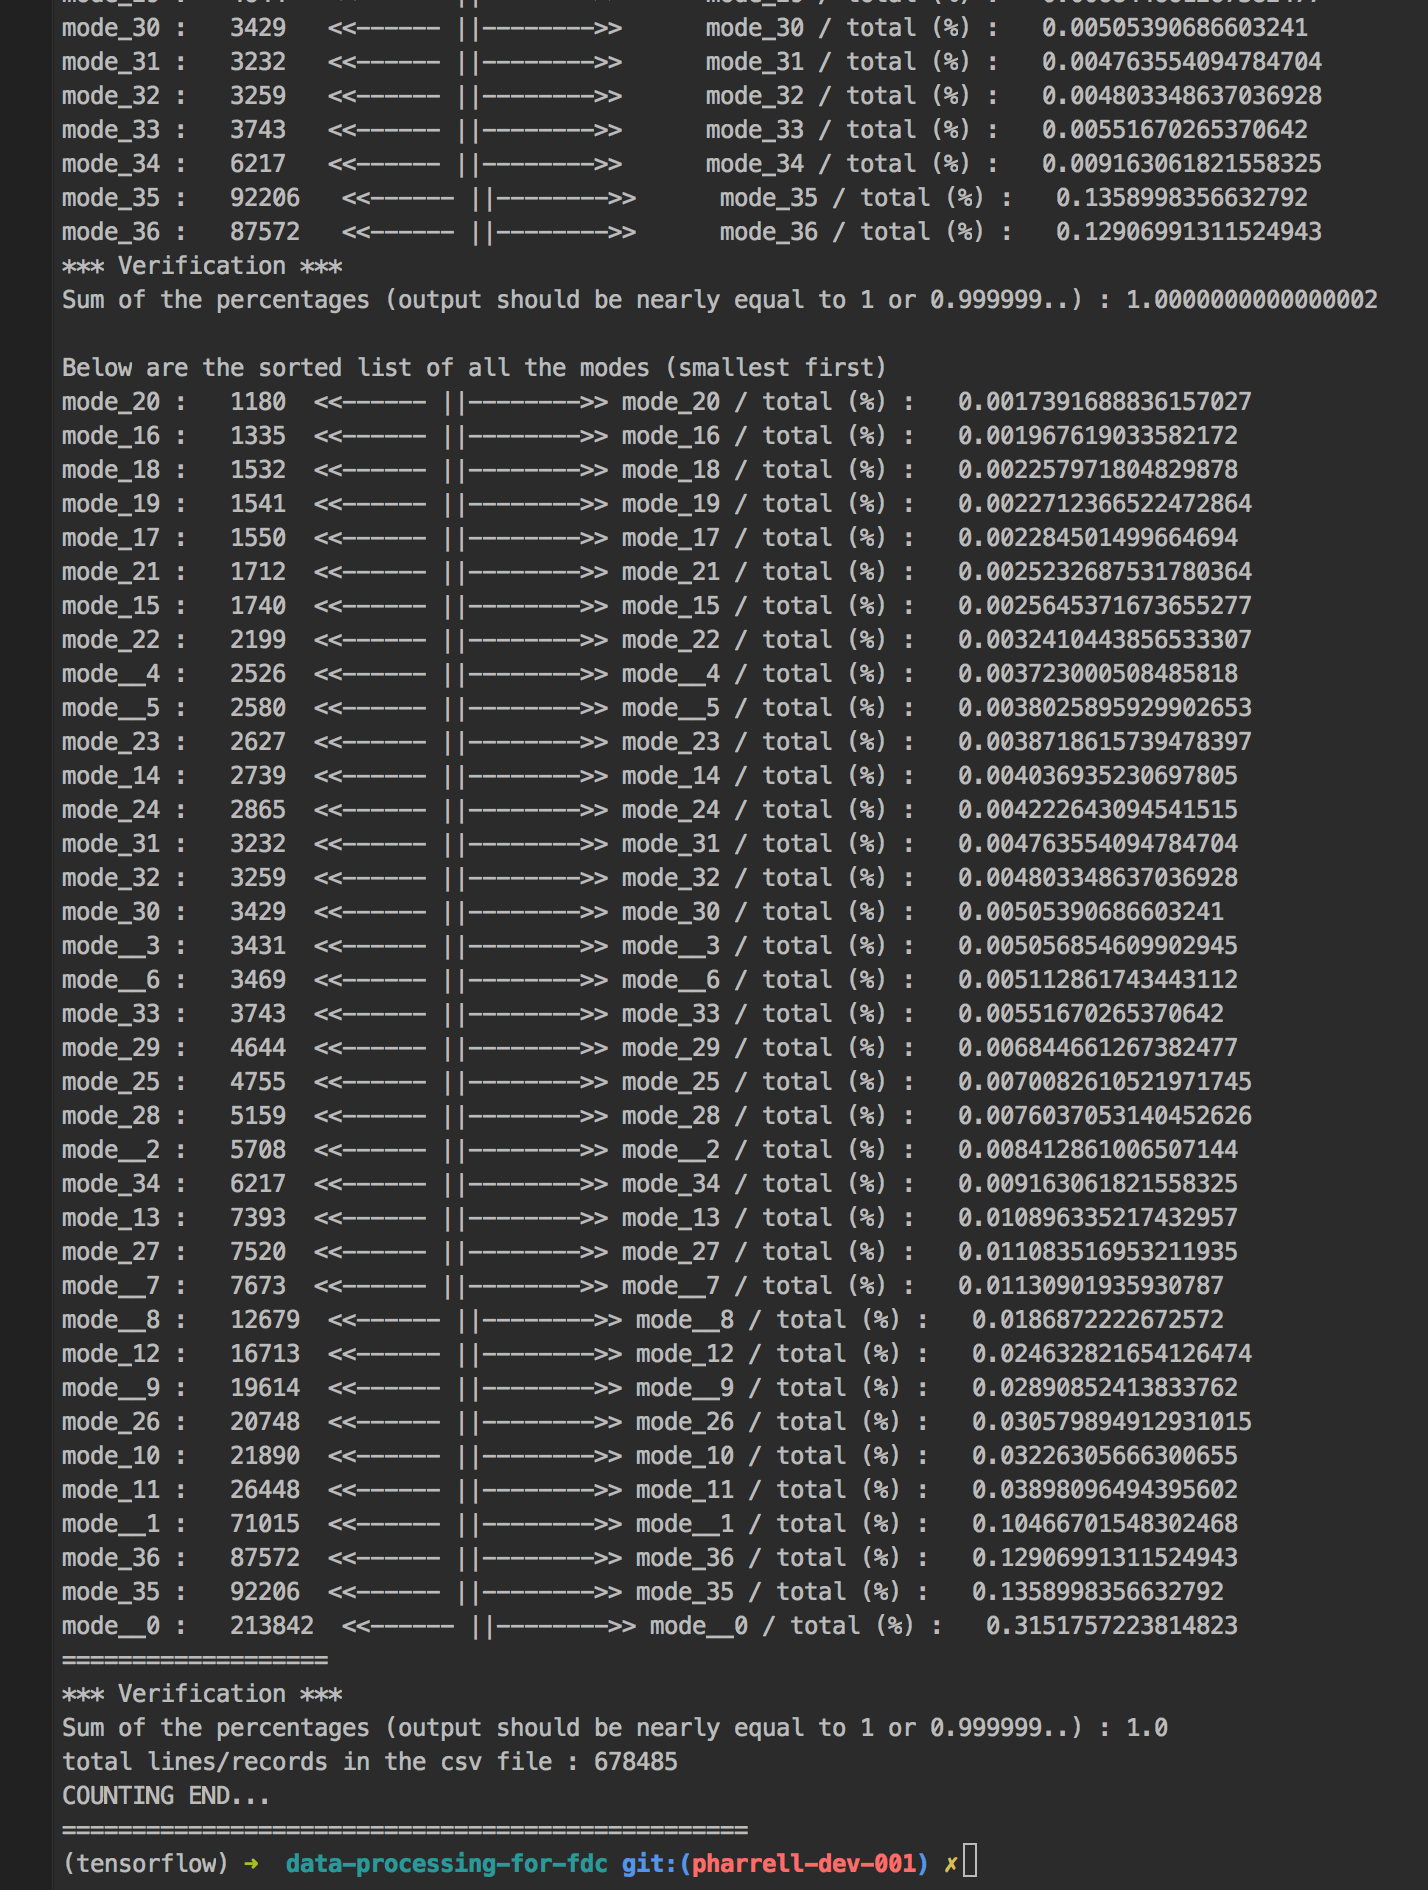 mode_30 :   3429   <<------ ||------->>      mode_30 / total (%) :   0.00505390686603241
mode_31 :   3232   <<------ ||------->>      mode_31 / total (%) :   0.004763554094784704
mode_32 :   3259   <<------ ||------->>      mode_32 / total (%) :   0.004803348637036928
mode_33 :   3743   <<------ ||------->>      mode_33 / total (%) :   0.00551670265370642
mode_34 :   6217   <<------ ||------->>      mode_34 / total (%) :   0.009163061821558325
mode_35 :   92206   <<------ ||------->>      mode_35 / total (%) :   0.1358998356632792
mode_36 :   87572   <<------ ||------->>      mode_36 / total (%) :   0.12906991311524943
*** Verification ***
Sum of the percentages (output should be nearly equal to 1 or 0.999999..) : 1.0000000000000002
Below are the sorted list of all the modes (smallest first)
mode_20 :   1180  <<------ ||------->> mode_20 / total (%) :   0.0017391688836157027
mode_16 :   1335  <<------ ||------->> mode_16 / total (%) :   0.001967619033582172
mode_18 :   1532  <<------ ||------->> mode_18 / total (%) :   0.002257971804829878
mode_19 :   1541  <<------ ||------->> mode_19 / total (%) :   0.0022712366522472864
mode_17 :   1550  <<------ ||------->> mode_17 / total (%) :   0.002284501499664694
mode_21 :   1712  <<------ ||------->> mode_21 / total (%) :   0.0025232687531780364
mode_15 :   1740  <<------ ||------->> mode_15 / total (%) :   0.0025645371673655277
mode_22 :   2199  <<------ ||------->> mode_22 / total (%) :   0.0032410443856533307
mode__4 :   2526  <<------ ||------->> mode__4 / total (%) :   0.003723000508485818
mode__5 :   2580  <<------ ||------->> mode__5 / total (%) :   0.0038025895929902653
mode_23 :   2627  <<------ ||------->> mode_23 / total (%) :   0.0038718615739478397
mode_14 :   2739  <<------ ||------->> mode_14 / total (%) :   0.004036935230697805
mode_24 :   2865  <<------ ||------->> mode_24 / total (%) :   0.004222643094541515
mode_31 :   3232  <<------ ||------->> mode_31 / total (%) :   0.004763554094784704
mode_32 :   3259  <<------ ||------->> mode_32 / total (%) :   0.004803348637036928
mode_30 :   3429  <<------ ||------->> mode_30 / total (%) :   0.00505390686603241
mode__3 :   3431  <<------ ||------->> mode__3 / total (%) :   0.005056854609902945
mode__6 :   3469  <<------ ||------->> mode__6 / total (%) :   0.005112861743443112
mode_33 :   3743  <<------ ||------->> mode_33 / total (%) :   0.00551670265370642
mode_29 :   4644  <<------ ||------->> mode_29 / total (%) :   0.006844661267382477
mode_25 :   4755  <<------ ||------->> mode_25 / total (%) :   0.0070082610521971745
mode_28 :   5159  <<------ ||------->> mode_28 / total (%) :   0.0076037053140452626
mode__2 :   5708  <<------ ||------->> mode__2 / total (%) :   0.008412861006507144
mode_34 :   6217  <<------ ||------->> mode_34 / total (%) :   0.009163061821558325
mode_13 :   7393  <<------ ||------->> mode_13 / total (%) :   0.010896335217432957
mode_27 :   7520  <<------ ||------->> mode_27 / total (%) :   0.011083516953211935
mode__7 :   7673  <<------ ||------->> mode__7 / total (%) :   0.01130901935930787
mode__8 :   12679  <<------ ||------->> mode__8 / total (%) :   0.0186872222672572
mode_12 :   16713  <<------ ||------->> mode_12 / total (%) :   0.024632821654126474
mode__9 :   19614  <<------ ||------->> mode__9 / total (%) :   0.02890852413833762
mode_26 :   20748  <<------ ||------->> mode_26 / total (%) :   0.030579894912931015
mode_10 :   21890  <<------ ||------->> mode_10 / total (%) :   0.03226305666300655
mode_11 :   26448  <<------ ||------->> mode_11 / total (%) :   0.03898096494395602
mode__1 :   71015  <<------ ||------->> mode__1 / total (%) :   0.10466701548302468
mode_36 :   87572  <<------ ||------->> mode_36 / total (%) :   0.12906991311524943
mode_35 :   92206  <<------ ||------->> mode_35 / total (%) :   0.1358998356632792
mode__0 :   213842  <<------ ||------->> mode__0 / total (%) :   0.3151757223814823
===================
*** Verification ***
Sum of the percentages (output should be nearly equal to 1 or 0.999999..) : 1.0
total lines/records in the csv file : 678485
COUNTING END...
=================================================
(tensorflow) ➜  data-processing-for-fdc git:(pharrell-dev-001) ✗